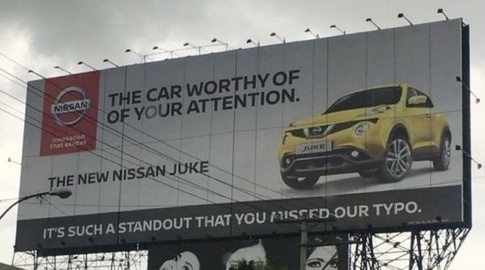 NISSAN
Innovation
that excites
THE CAR WORTHY OF
OF YOUR ATTENTION.
JUKE
THE NEW NISSAN JUKE
IT'S SUCH A STANDOUT THAT YOU MISSED OUR TYPO.